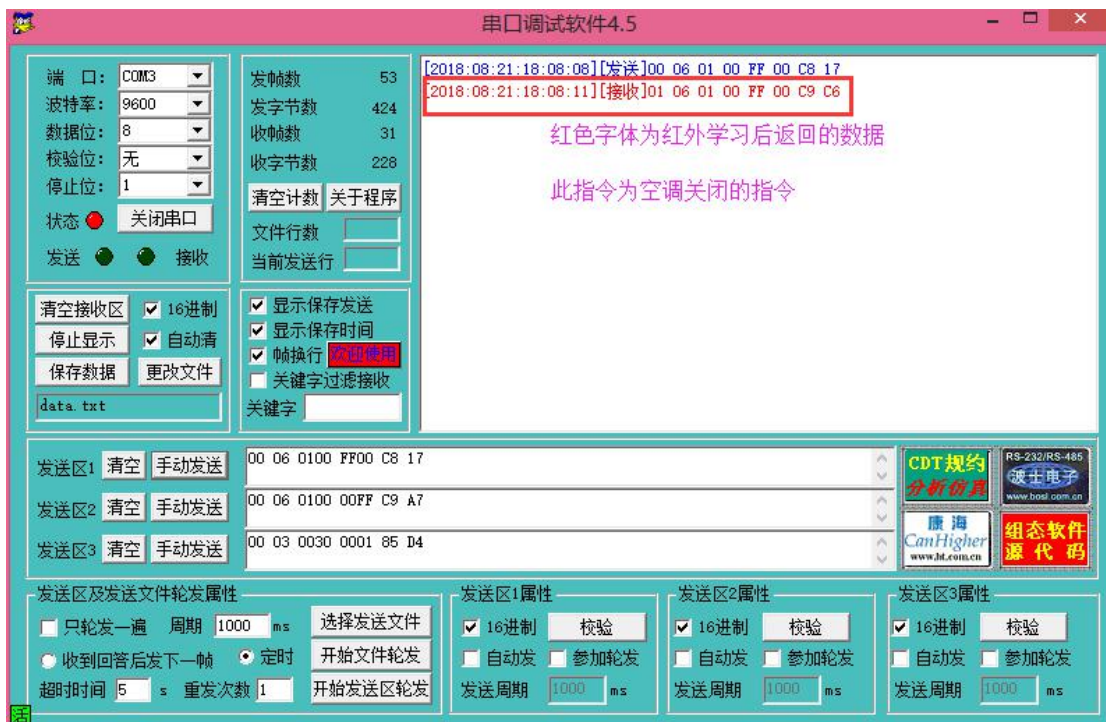 串口调试软件4.5
端 口: COM3
波特率: 9600
数据位: 8
校验位: 无
停止位: 1
状态 关闭串口
发送 接收
发帧数 53
发字节数 424
收帧数 31
收字节数 228
清空计数 关于程序
文件行数
当前发送行
[2018:08:21:18:08:08][发送]00 06 01 00 FF 00 C8 17
[2018:08:21:18:08:11][接收]01 06 01 00 FF 00 C9 C6
红色字体为红外学习后返回的数据
此指令为空调关闭的指令
清空接收区 16进制
停止显示 自动清
保存数据 更改文件
data.txt
显示保存发送
显示保存时间
帧换行 欢迎使用
关键字过滤接收
关键字
发送区1 清空 手动发送 00 06 0100 FF00 C8 17
发送区2 清空 手动发送 00 06 0100 00FF C9 A7
发送区3 清空 手动发送 00 03 0030 0001 85 D4
CDT规约
分析仿真
RS-232/RS-485
波士电子
www.bosi.com.cn
康海
CanHigher
www.ht.com.cn
组态软件
源代码
发送区及发送文件轮发属性
只轮发一遍 周期 1000 ms 选择发送文件
收到回答后发下一帧 定时 开始文件轮发
超时时间 5 s 重发次数 1 开始发送区轮发
发送区1属性
16进制 校验
自动发 参加轮发
发送周期 1000 ms
发送区2属性
16进制 校验
自动发 参加轮发
发送周期 1000 ms
发送区3属性
16进制 校验
自动发 参加轮发
发送周期 1000 ms
活